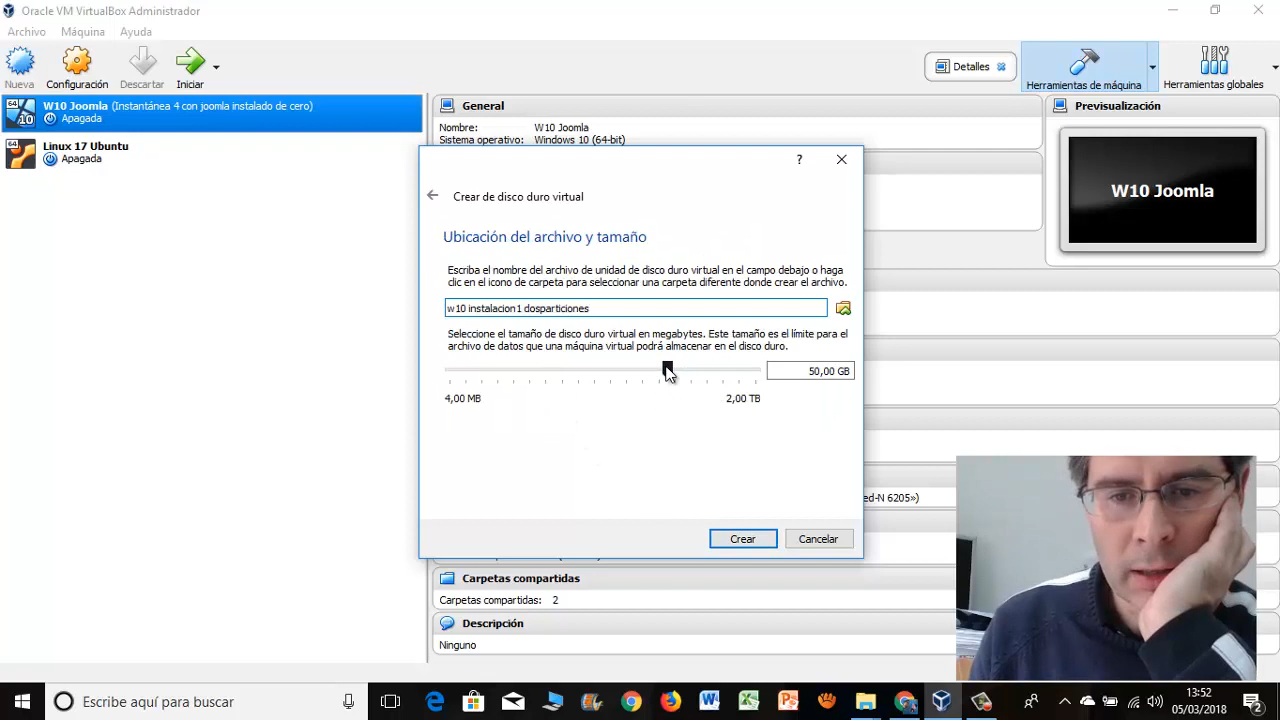 Oracle VM VirtualBox Administrador
Archivo Máquina Ayuda
Nueva Configuración Descartar Iniciar
Detalles
Herramientas de máquina Herramientas globales
64
10
W10 Joomla (Instantánea 4 con joomla instalado de cero)
Apagada
64
Linux 17 Ubuntu
Apagada
General
Nombre: W10 Joomla
Sistema operativo: Windows 10 (64-bit)
Previsualización
W10 Joomla
?
Crear de disco duro virtual
Ubicación del archivo y tamaño
Escriba el nombre del archivo de unidad de disco duro virtual en el campo debajo o haga
clic en el icono de carpeta para seleccionar una carpeta diferente donde crear el archivo.
w10 instalacion1 dosparticiones
Seleccione el tamaño de disco duro virtual en megabytes. Este tamaño es el límite para el
archivo de datos que una máquina virtual podrá almacenar en el disco duro.
50,00 GB
4,00 MB 2,00 TB
Crear Cancelar
ed-N 6205»)
Carpetas compartidas
Carpetas compartidas: 2
Descripción
Ninguno
Escribe aquí para buscar
13:52
05/03/2018
2